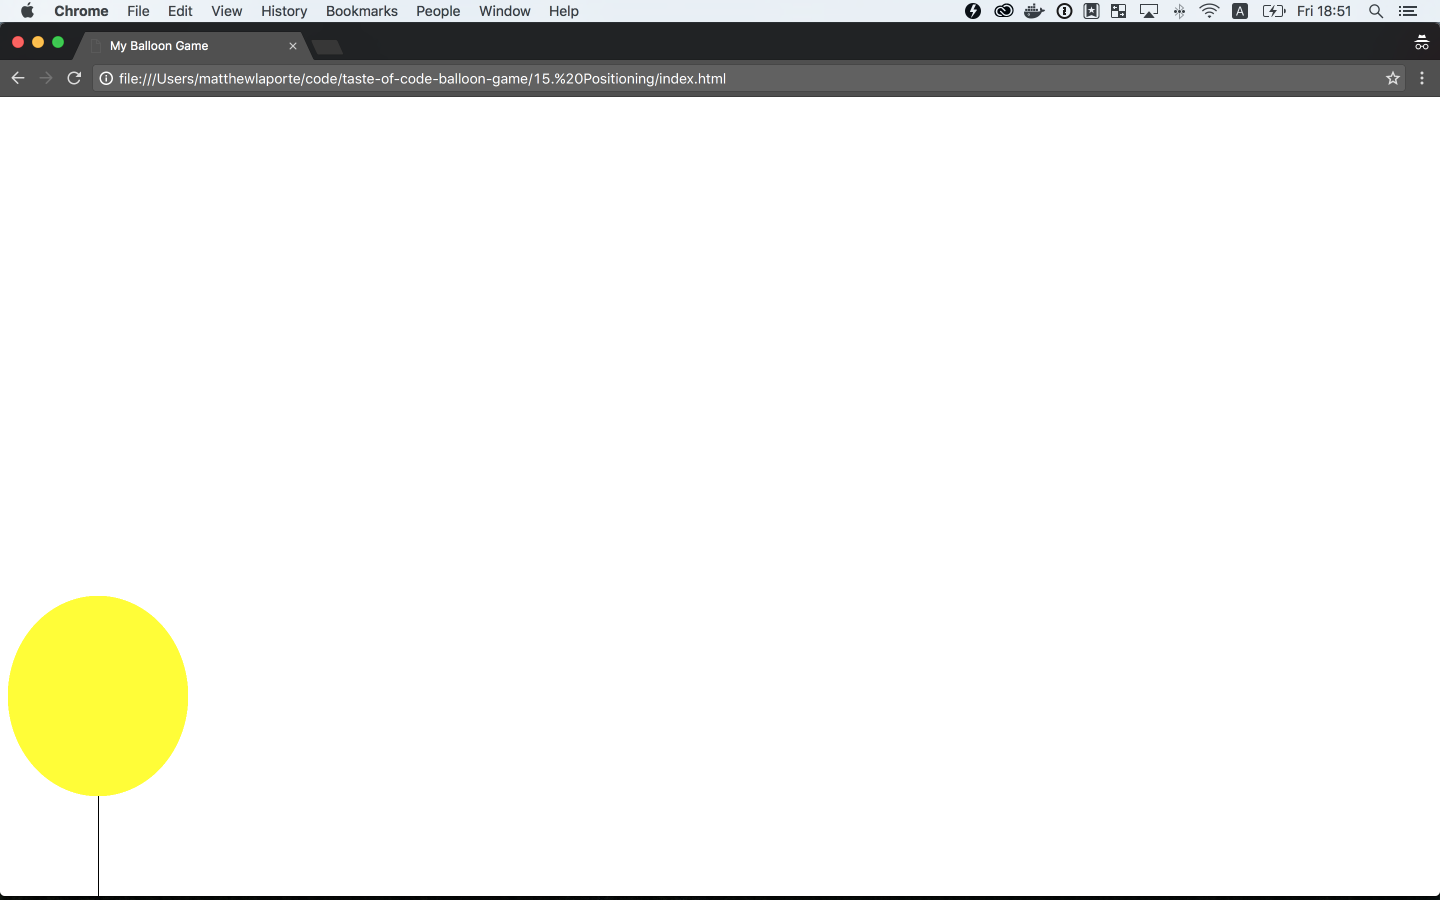 Chrome File Edit View History Bookmarks People Window Help A Fri 18:51
My Balloon Game
file:///Users/matthewlaporte/code/taste-of-code-balloon-game/15.%20Positioning/index.html